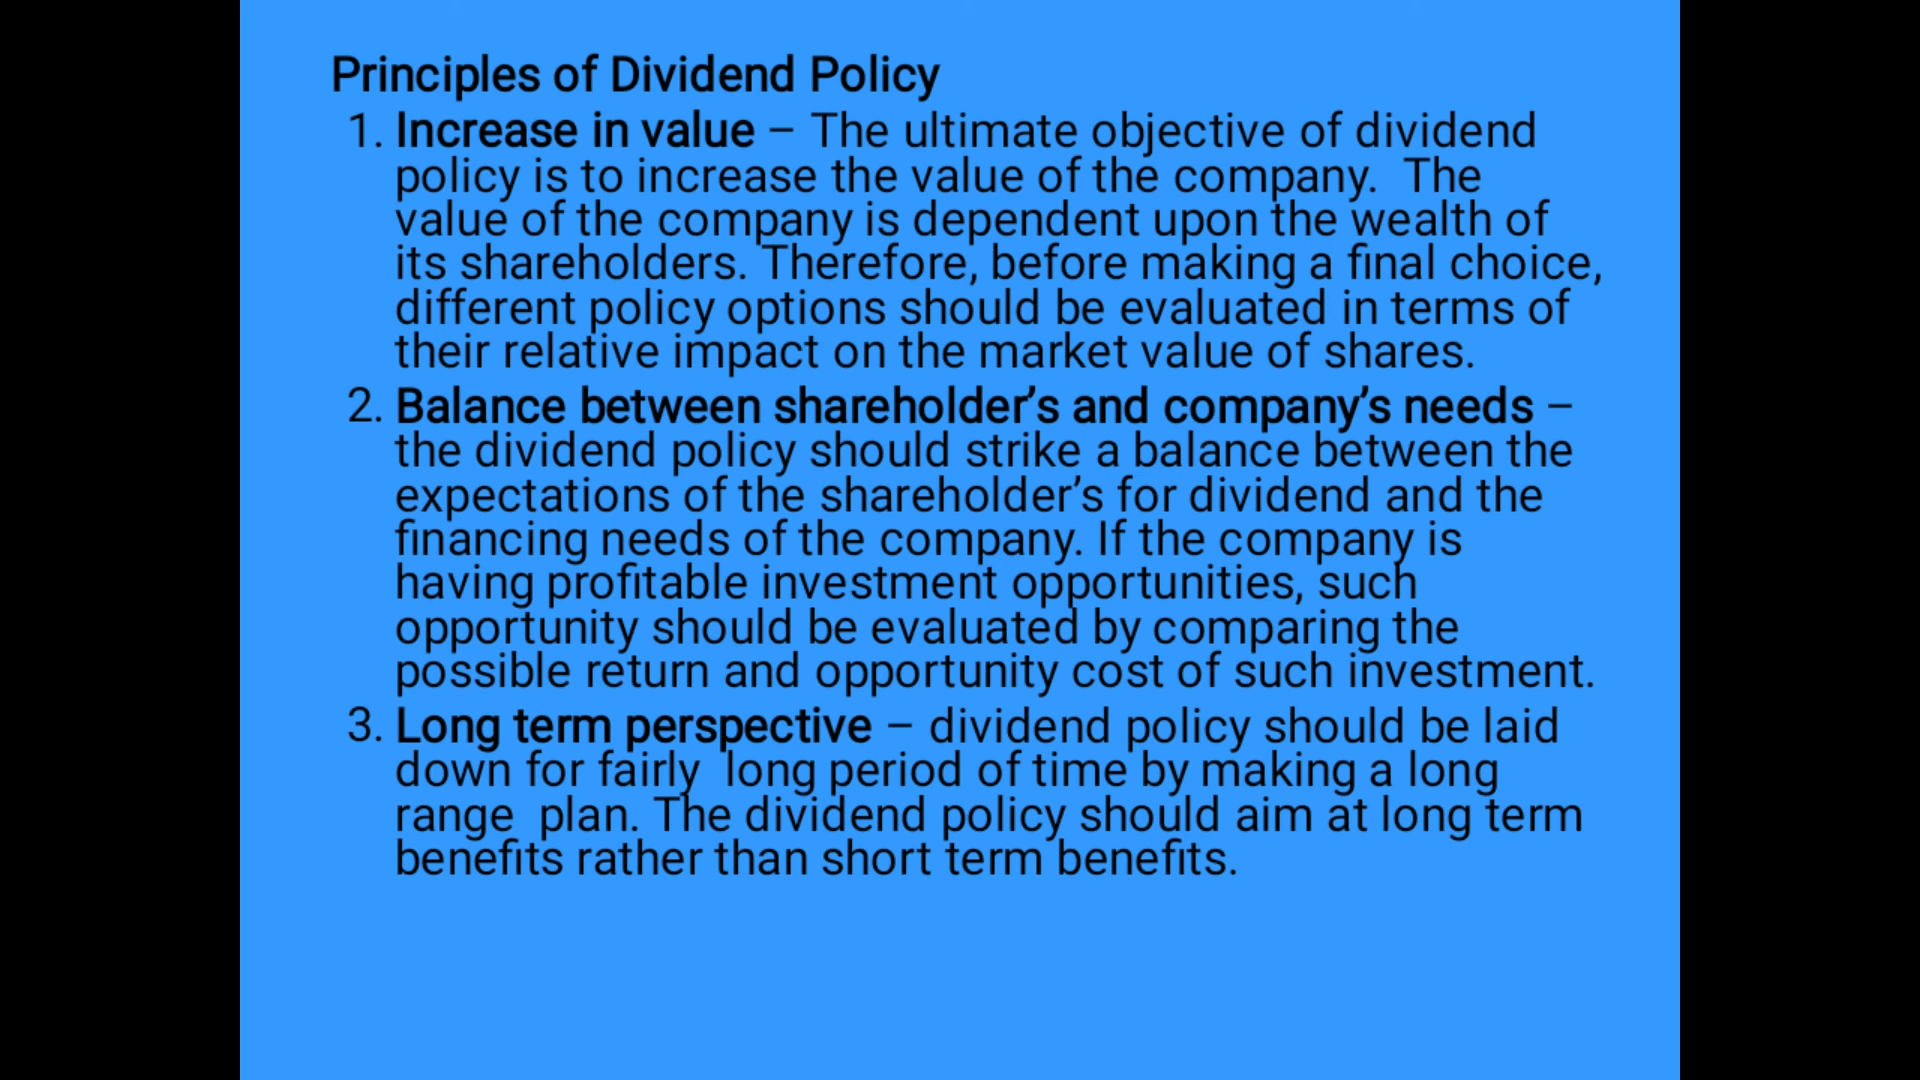 Principles of Dividend Policy
1. Increase in value – The ultimate objective of dividend
policy is to increase the value of the company.  The
value of the company is dependent upon the wealth of
its shareholders. Therefore, before making a final choice,
different policy options should be evaluated in terms of
their relative impact on the market value of shares.
2. Balance between shareholder’s and company’s needs –
the dividend policy should strike a balance between the
expectations of the shareholder’s for dividend and the
financing needs of the company. If the company is
having profitable investment opportunities, such
opportunity should be evaluated by comparing the
possible return and opportunity cost of such investment.
3. Long term perspective – dividend policy should be laid
down for fairly  long period of time by making a long
range  plan. The dividend policy should aim at long term
benefits rather than short term benefits.